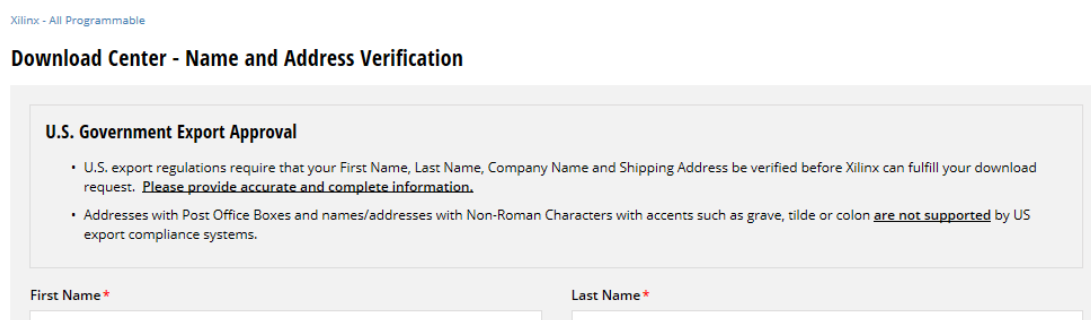 Xilinx - All Programmable
Download Center - Name and Address Verification
U.S. Government Export Approval
• U.S. export regulations require that your First Name, Last Name, Company Name and Shipping Address be verified before Xilinx can fulfill your download
request. Please provide accurate and complete information.
• Addresses with Post Office Boxes and names/addresses with Non-Roman Characters with accents such as grave, tilde or colon are not supported by US
export compliance systems.
First Name* Last Name*